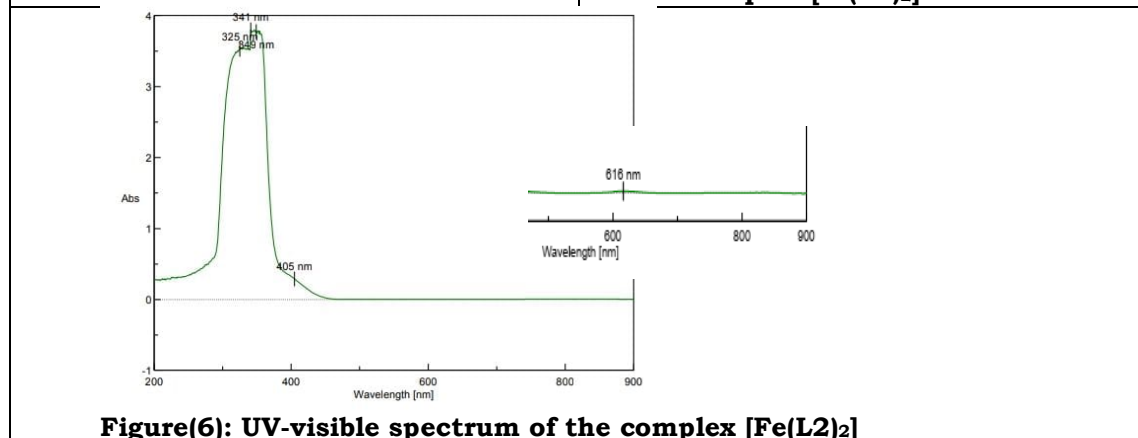 4
341 nm
325 nm
349 nm
3
2
616 nm
Abs
1
600
800
900
Wavelength [nm]
405 nm
0
-1
200
400
600
800
900
Wavelength [nm]
Figure(6): UV-visible spectrum of the complex [Fe(L2)₂]